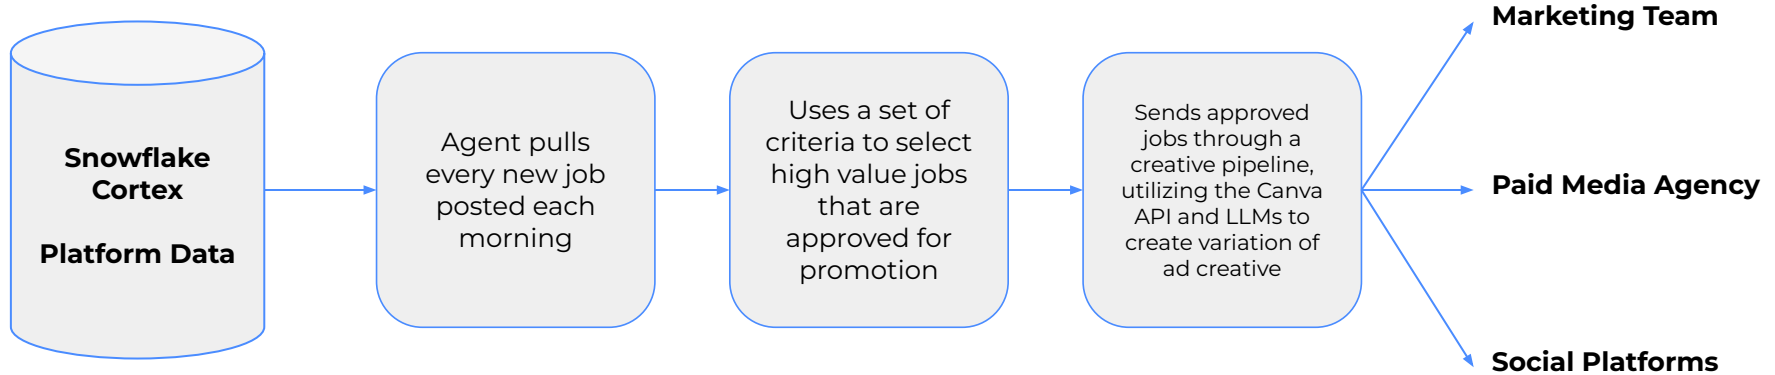 Snowflake
Cortex
Platform Data
Agent pulls
every new job
posted each
morning
Uses a set of
criteria to select
high value jobs
that are
approved for
promotion
Sends approved
jobs through a
creative pipeline,
utilizing the Canva
API and LLMs to
create variation of
ad creative
Marketing Team
Paid Media Agency
Social Platforms